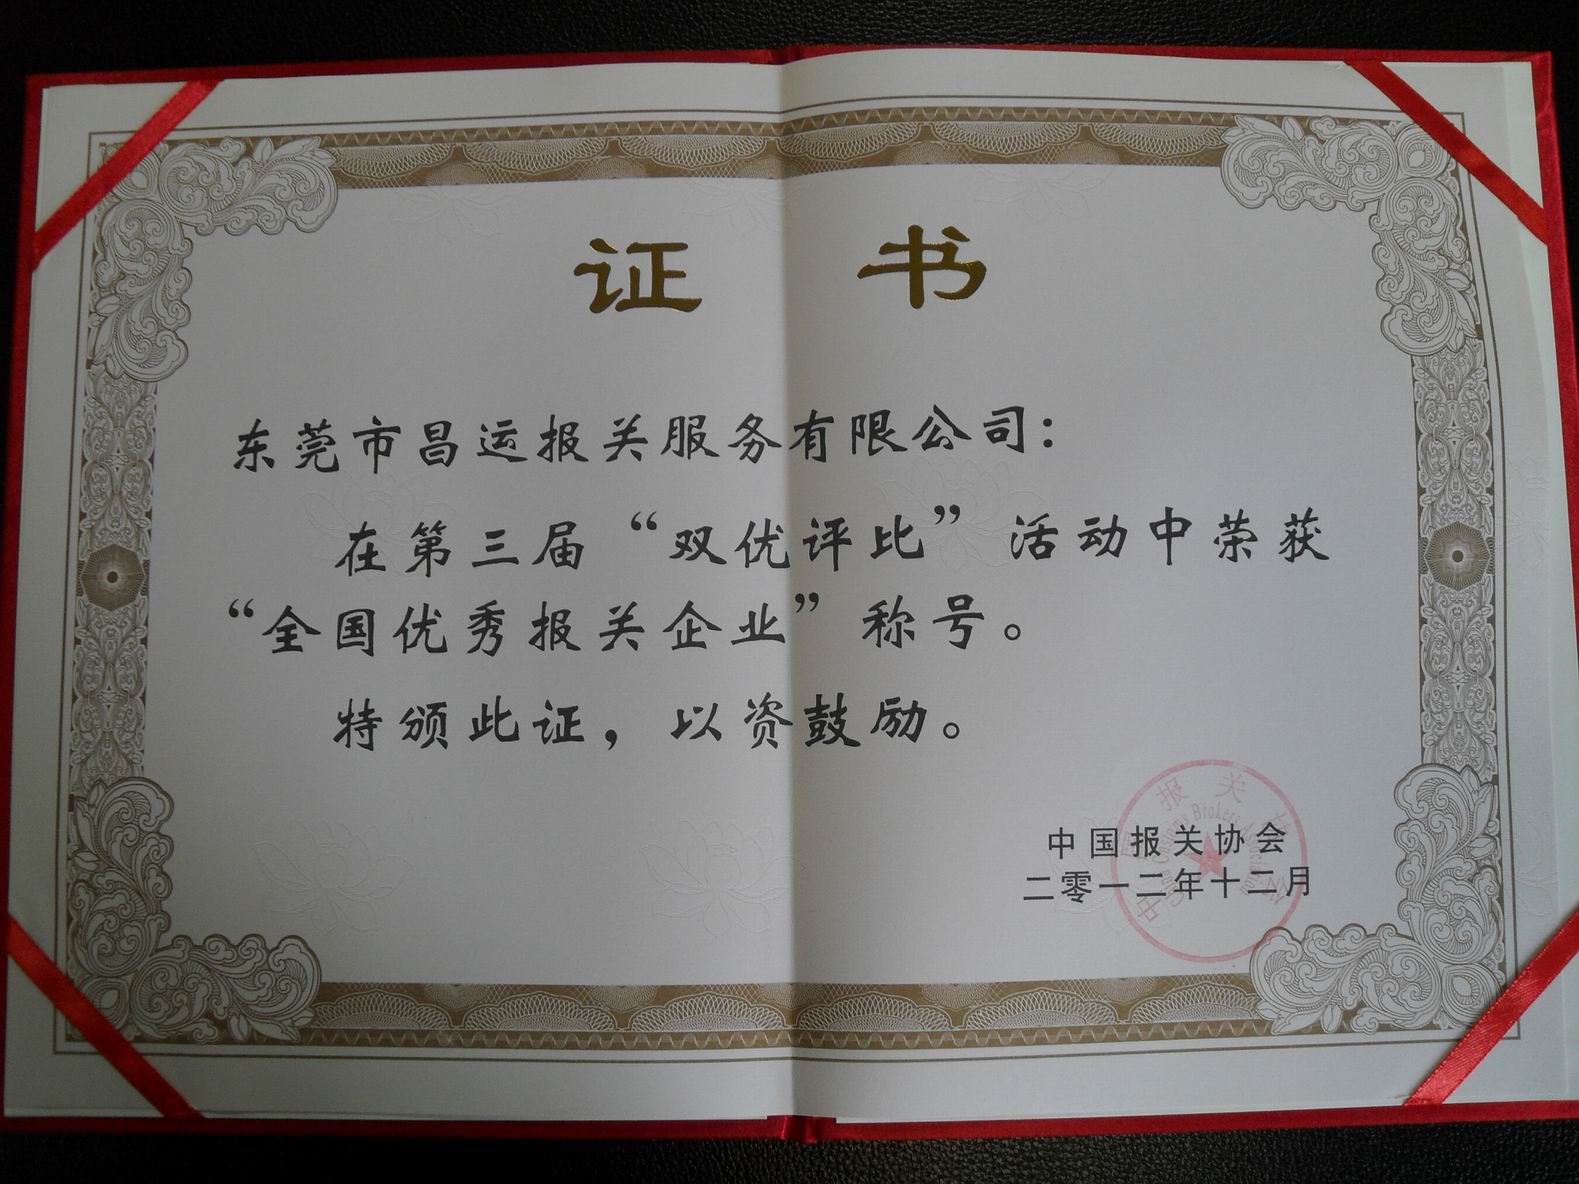 证书
东莞市昌运报关服务有限公司：
在第三届“双优评比”活动中荣获
“全国优秀报关企业”称号。
特颁此证，以资鼓励。
中国报关协会
二零一二年十二月
报关
Brokers